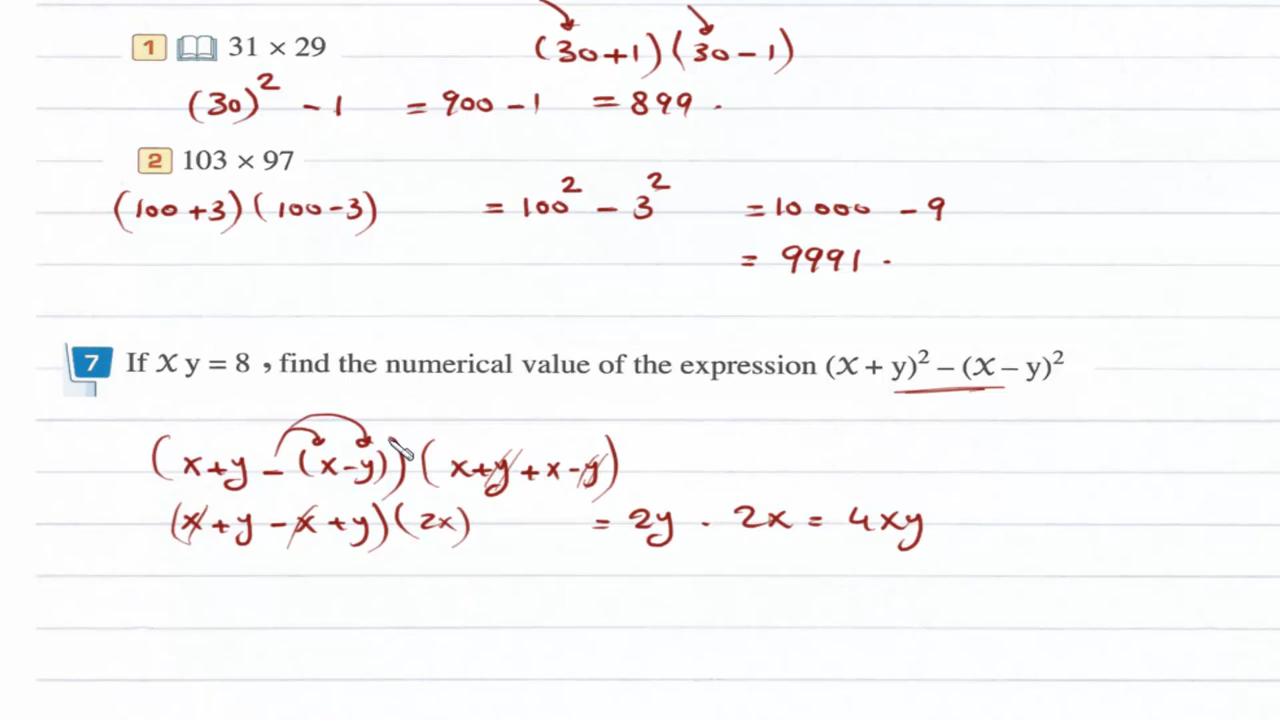 1 31 × 29 (30+1)(30-1)
(30)² - 1 = 900 - 1 = 899 .
2 103 × 97
(100 +3)(100-3) = 100² - 3² = 10 000 - 9
= 9991 .
7 If X y = 8 , find the numerical value of the expression (X + y)² – (X – y)²
(x+y - (x-y))(x+y+x-y)
(x+y-x+y)(2x) = 2y . 2x = 4xy